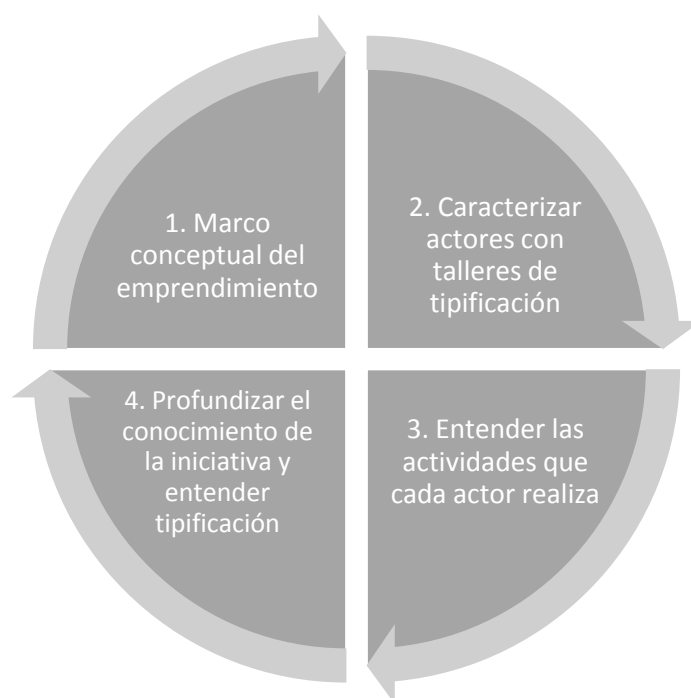 1. Marco
conceptual del
emprendimiento
2. Caracterizar
actores con
talleres de
tipificación
3. Entender las
actividades que
cada actor realiza
4. Profundizar el
conocimiento de
la iniciativa y
entender
tipificación